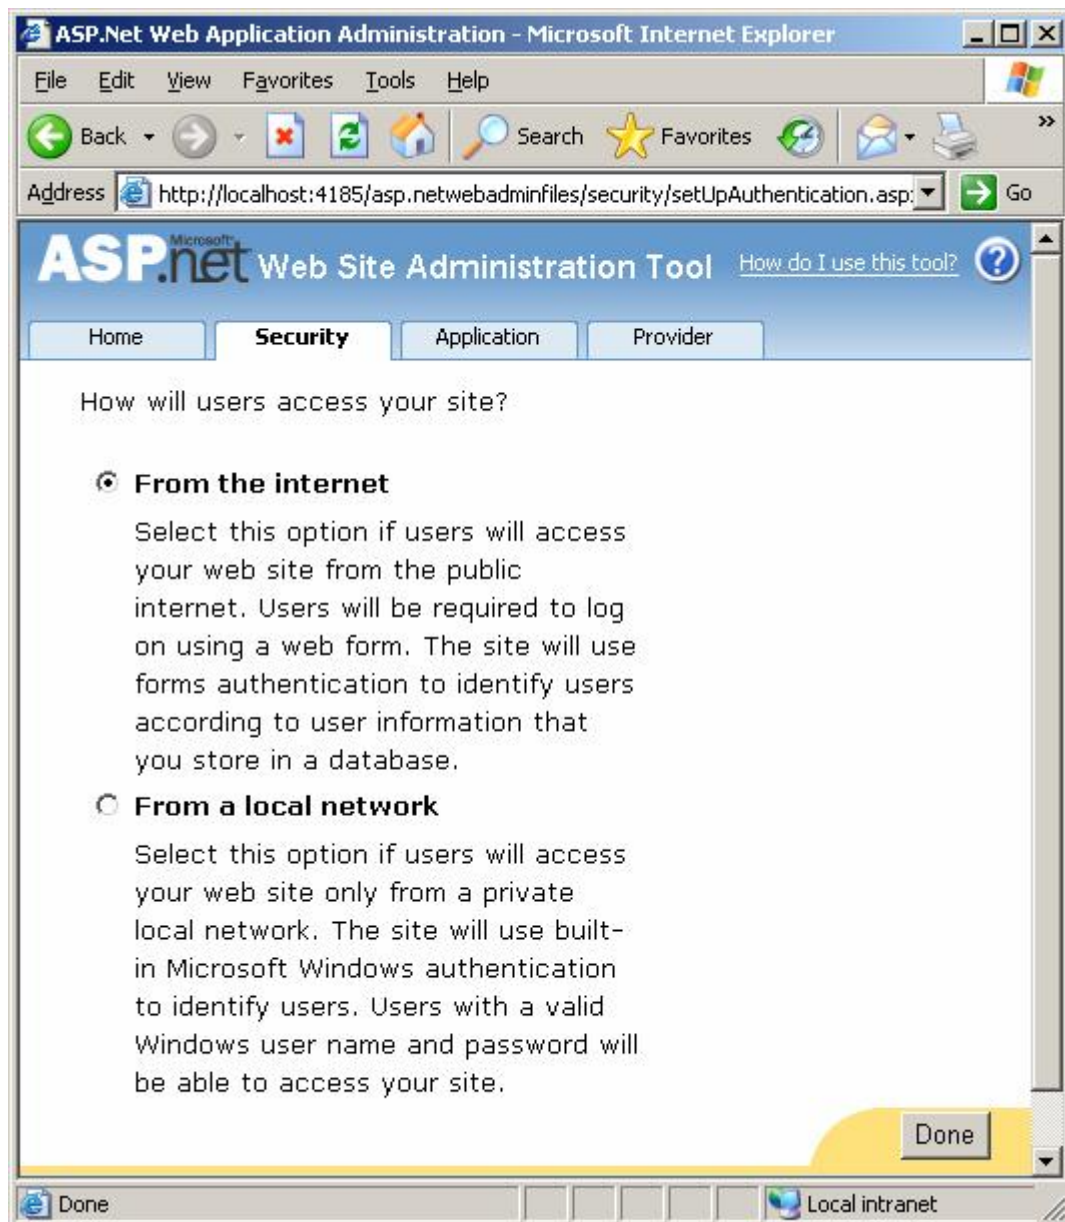 ASP.Net Web Application Administration - Microsoft Internet Explorer
File Edit View Favorites Tools Help
Back Search Favorites »
Address http://localhost:4185/asp.netwebadminfiles/security/setUpAuthentication.asp Go
Microsoft
ASP.net Web Site Administration Tool How do I use this tool? ?
Home Security Application Provider
How will users access your site?
From the internet
Select this option if users will access
your web site from the public
internet. Users will be required to log
on using a web form. The site will use
forms authentication to identify users
according to user information that
you store in a database.
From a local network
Select this option if users will access
your web site only from a private
local network. The site will use built-
in Microsoft Windows authentication
to identify users. Users with a valid
Windows user name and password will
be able to access your site.
Done
Done Local intranet